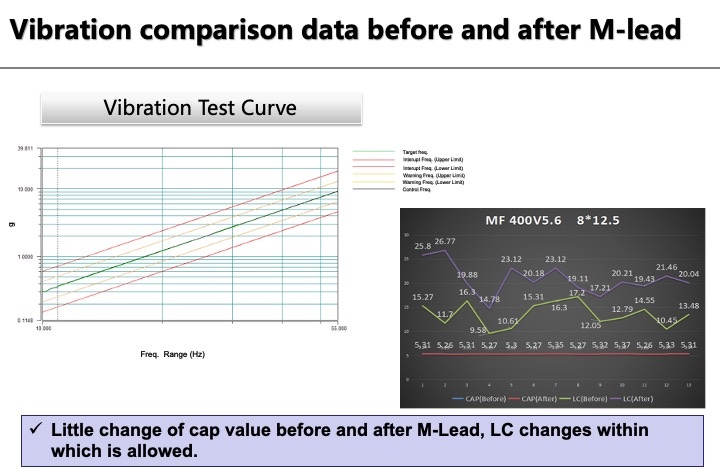 Vibration comparison data before and after M-lead
Vibration Test Curve
39.811
10.000
1.0000
0.1148
g
10.000
55.000
Freq. Range (Hz)
Target freq.
Interupt Freq. (Upper Limit)
Interupt Freq. (Lower Limit)
Warning Freq. (Upper Limit)
Warning Freq. (Lower Limit)
Control Freq.
MF 400V5.6 8*12.5
30
25
20
15
10
5
0
25.8 26.77 19.88 14.78 23.12 20.18 23.12 19.11 17.21 20.21 19.43 21.46 20.04
15.27 11.7 16.3 9.58 10.61 15.31 16.3 17.2 12.05 12.79 14.55 10.45 13.48
5.31 5.26 5.31 5.27 5.3 5.27 5.35 5.27 5.32 5.37 5.26 5.33 5.31
1 2 3 4 5 6 7 8 9 10 11 12 13
CAP(Before) CAP(After) LC(Before) LC(After)
✓ Little change of cap value before and after M-Lead, LC changes within
which is allowed.